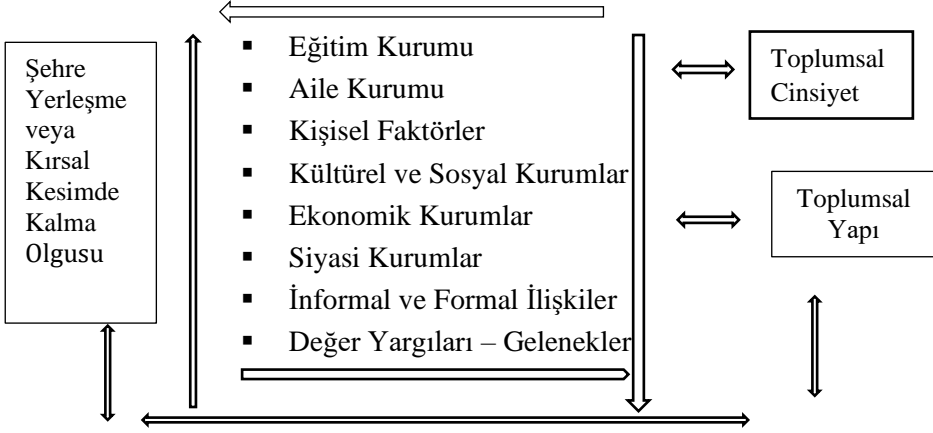 Şehre
Yerleşme
veya
Kırsal
Kesimde
Kalma
Olgusu
▪ Eğitim Kurumu
▪ Aile Kurumu
▪ Kişisel Faktörler
▪ Kültürel ve Sosyal Kurumlar
▪ Ekonomik Kurumlar
▪ Siyasi Kurumlar
▪ İnformal ve Formal İlişkiler
▪ Değer Yargıları – Gelenekler
Toplumsal
Cinsiyet
Toplumsal
Yapı